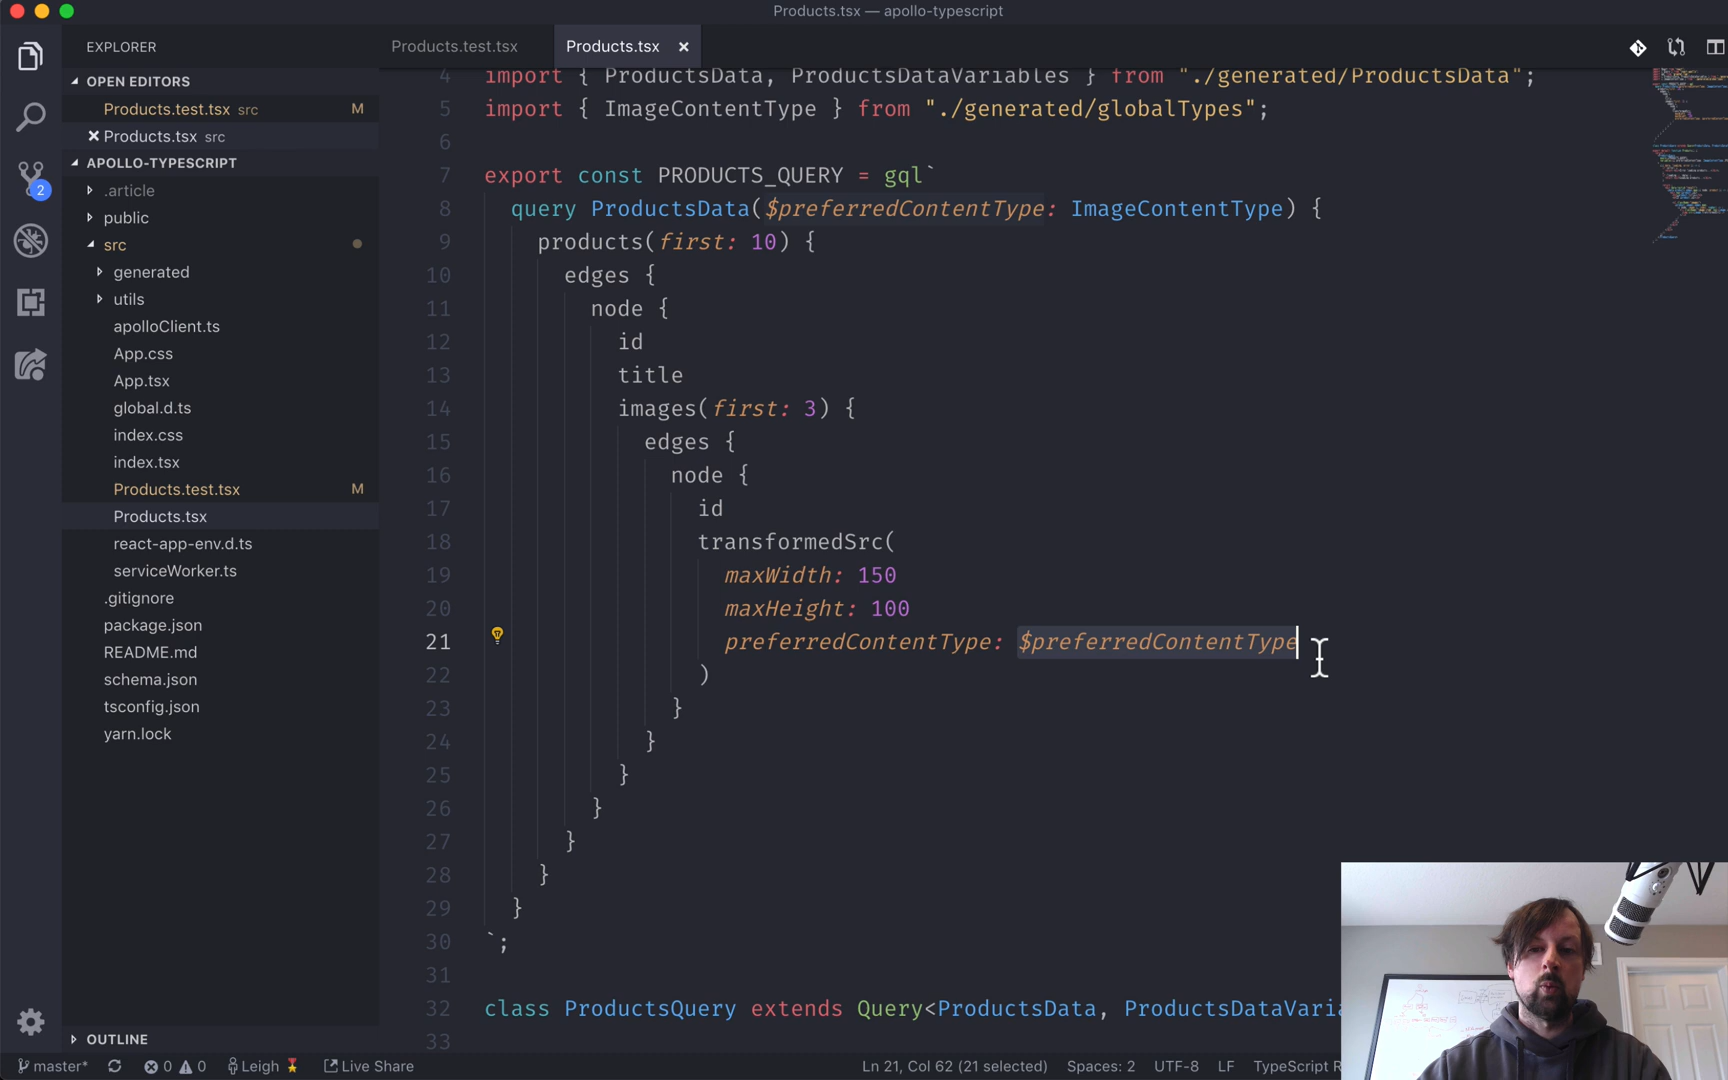 Products.tsx — apollo-typescript
EXPLORER
OPEN EDITORS
Products.test.tsx src M
Products.tsx src
APOLLO-TYPESCRIPT
.article
public
src
generated
utils
apolloClient.ts
App.css
App.tsx
global.d.ts
index.css
index.tsx
Products.test.tsx M
Products.tsx
react-app-env.d.ts
serviceWorker.ts
.gitignore
package.json
README.md
schema.json
tsconfig.json
yarn.lock
OUTLINE
2
Products.test.tsx
Products.tsx
4 import { ProductsData, ProductsDataVariables } from "./generated/ProductsData";
5 import { ImageContentType } from "./generated/globalTypes";
6
7 export const PRODUCTS_QUERY = gql`
8 query ProductsData($preferredContentType: ImageContentType) {
9 products(first: 10) {
10 edges {
11 node {
12 id
13 title
14 images(first: 3) {
15 edges {
16 node {
17 id
18 transformedSrc(
19 maxWidth: 150
20 maxHeight: 100
21 preferredContentType: $preferredContentType
22 )
23 }
24 }
25 }
26 }
27 }
28 }
29 }
30 `;
31
32 class ProductsQuery extends Query<ProductsData, ProductsDataVaria
33
master* 0 0 Leigh Live Share
Ln 21, Col 62 (21 selected) Spaces: 2 UTF-8 LF TypeScript R